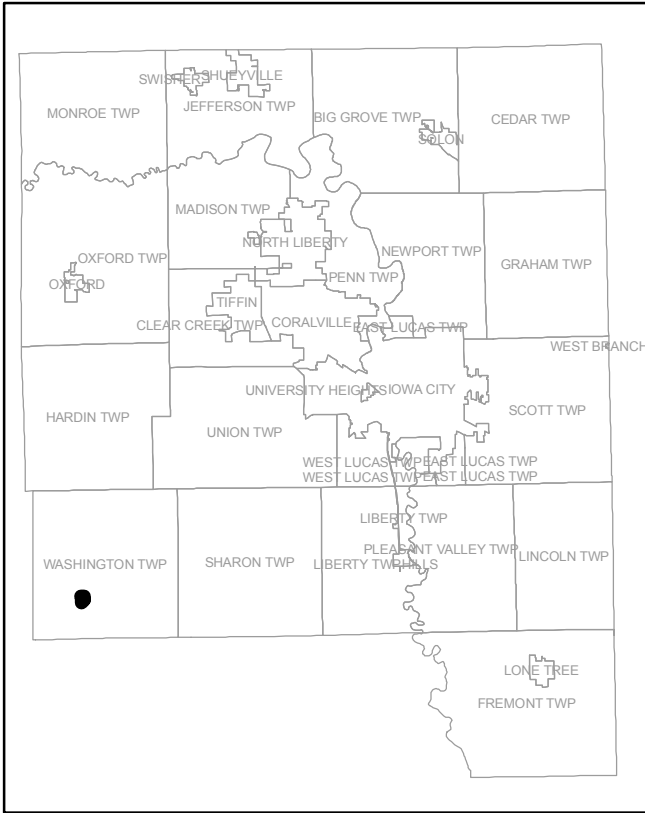 SHUEYVILLE
SWISHER
JEFFERSON TWP
MONROE TWP
BIG GROVE TWP
CEDAR TWP
SOLON
MADISON TWP
NORTH LIBERTY
NEWPORT TWP
OXFORD TWP
GRAHAM TWP
PENN TWP
OXFORD
TIFFIN
CLEAR CREEK TWP
CORALVILLE
EAST LUCAS TWP
WEST BRANCH
UNIVERSITY HEIGHTS
IOWA CITY
HARDIN TWP
SCOTT TWP
UNION TWP
WEST LUCAS TWP
EAST LUCAS TWP
WEST LUCAS TWP
EAST LUCAS TWP
LIBERTY TWP
PLEASANT VALLEY TWP
LINCOLN TWP
WASHINGTON TWP
SHARON TWP
LIBERTY TWP
HILLS
LONE TREE
FREMONT TWP